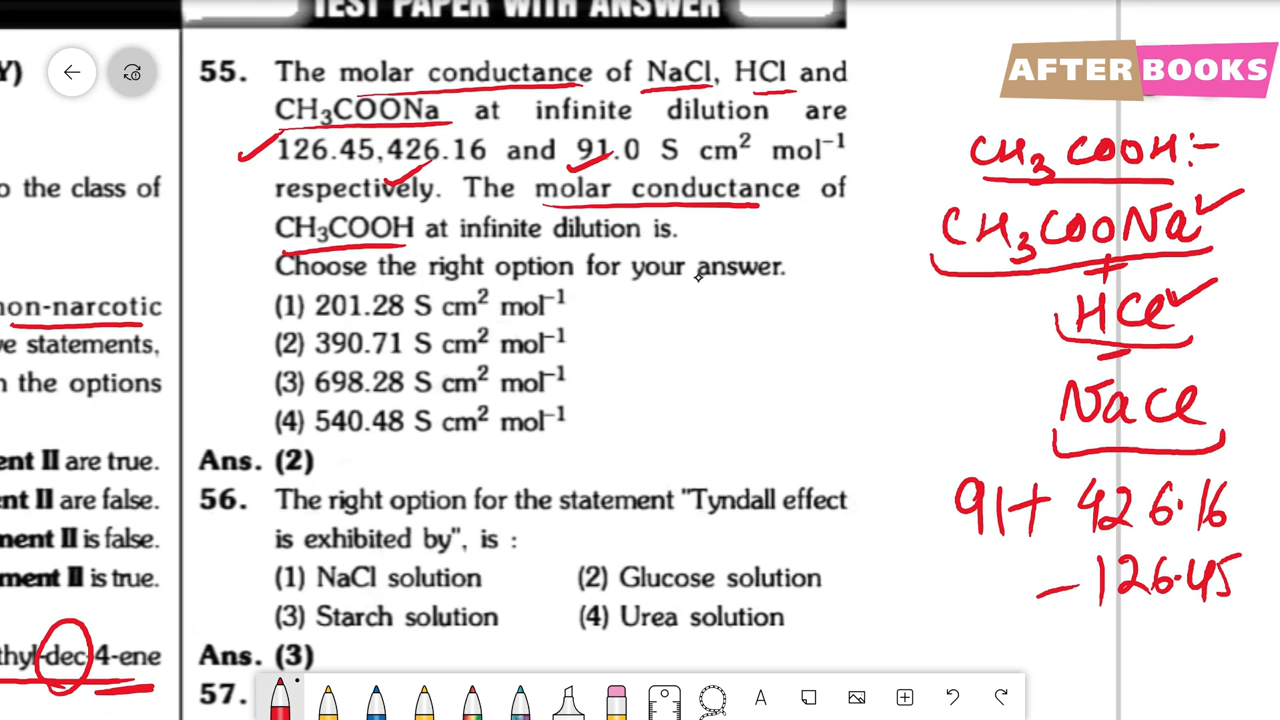 TEST PAPER WITH ANSWER
Y)
o the class of
non-narcotic
ve statements,
n the options
ent II are true.
ent II are false.
ment II is false.
ment II is true.
thyl-dec-4-ene
55. The molar conductance of NaCl, HCl and
CH₃COONa at infinite dilution are
126.45,426.16 and 91.0 S cm² mol⁻¹
respectively. The molar conductance of
CH₃COOH at infinite dilution is.
Choose the right option for your answer.
(1) 201.28 S cm² mol⁻¹
(2) 390.71 S cm² mol⁻¹
(3) 698.28 S cm² mol⁻¹
(4) 540.48 S cm² mol⁻¹
Ans. (2)
56. The right option for the statement "Tyndall effect
is exhibited by", is :
(1) NaCl solution (2) Glucose solution
(3) Starch solution (4) Urea solution
Ans. (3)
57.
A
AFTER BOOKS
CH₃COOH:-
CH₃COONa
+
HCl
-
NaCl
91+ 426.16
- 126.45